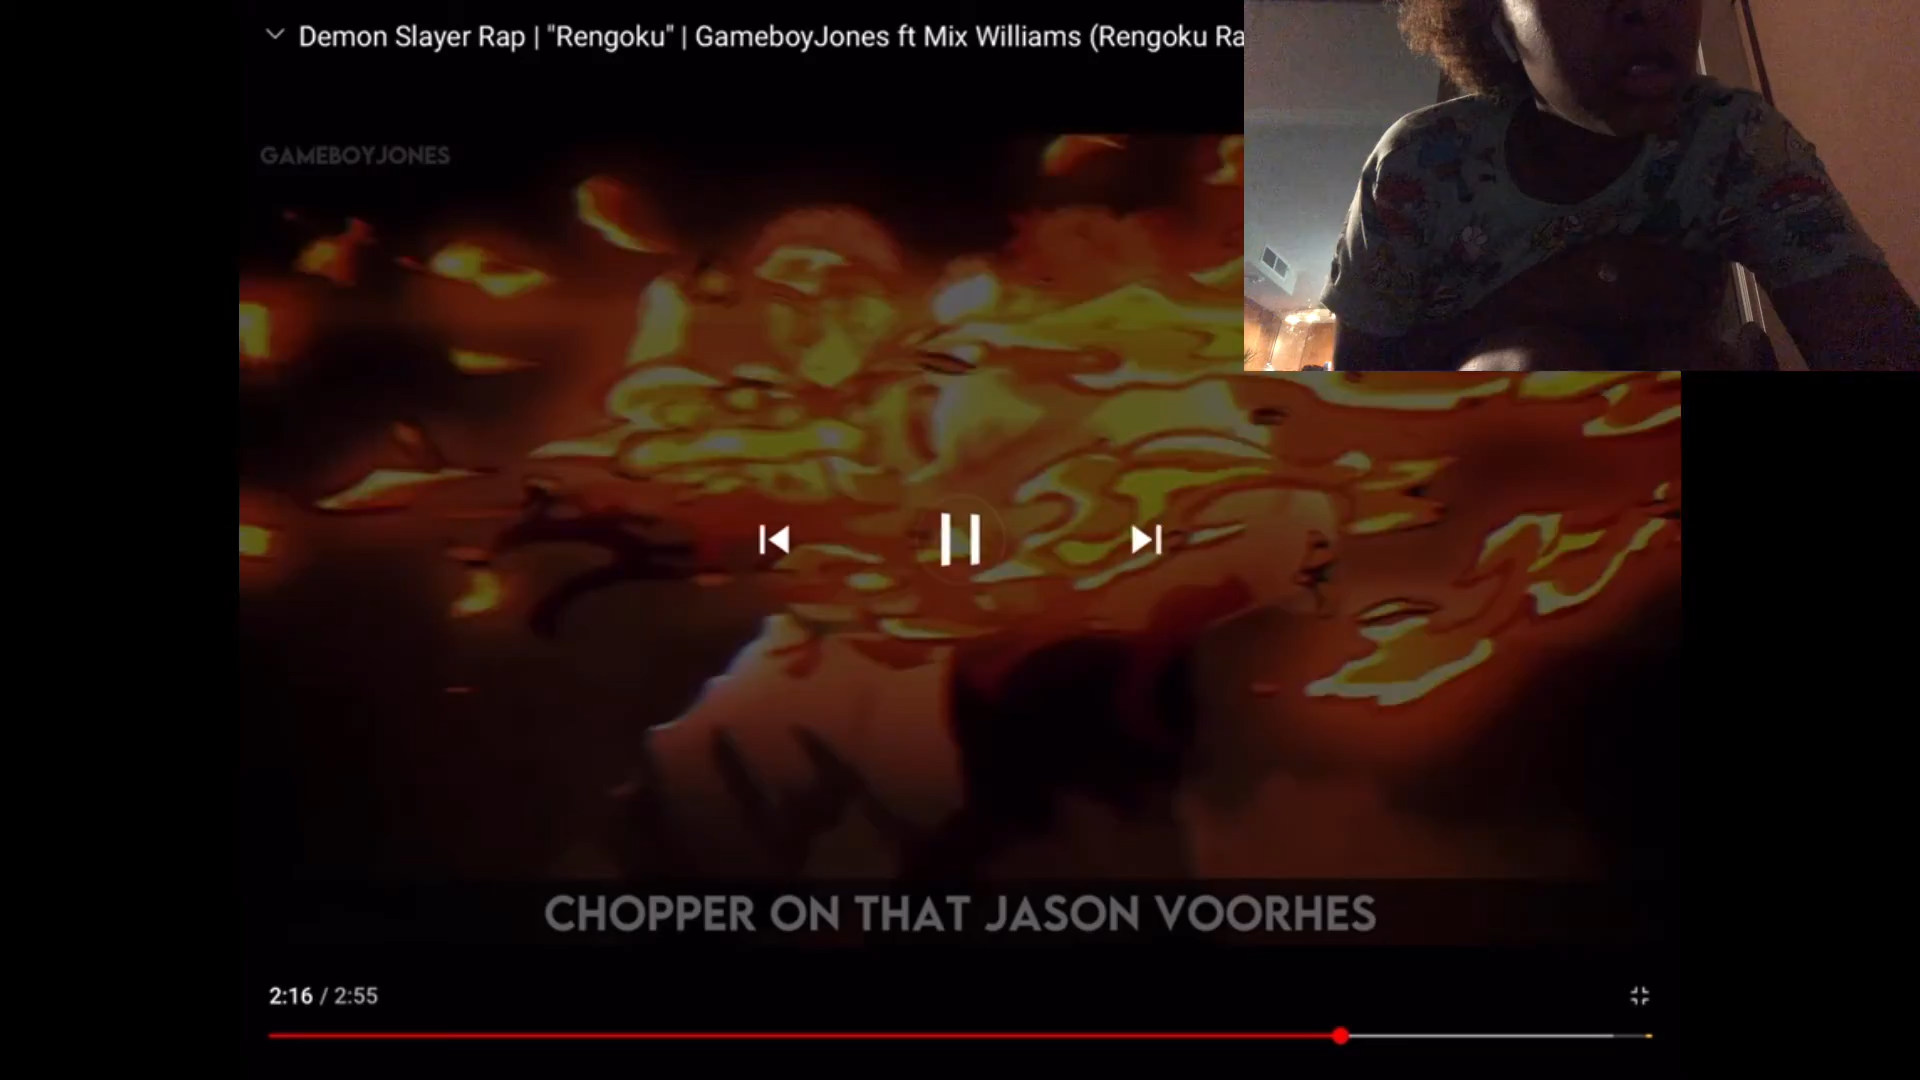 Demon Slayer Rap | "Rengoku" | GameboyJones ft Mix Williams (Rengoku Ra
GAMEBOYJONES
CHOPPER ON THAT JASON VOORHES
2:16 / 2:55